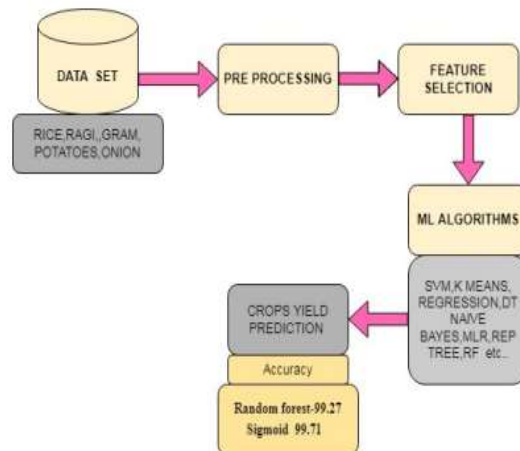 DATA SET
RICE,RAGI,,GRAM,
POTATOES,ONION
PRE PROCESSING
FEATURE
SELECTION
ML ALGORITHMS
SVM,K MEANS,
REGRESSION,DT
NAIVE
BAYES,MLR,REP
TREE,RF etc..
CROPS YIELD
PREDICTION
Accuracy
Random forest-99.27
Sigmoid 99.71